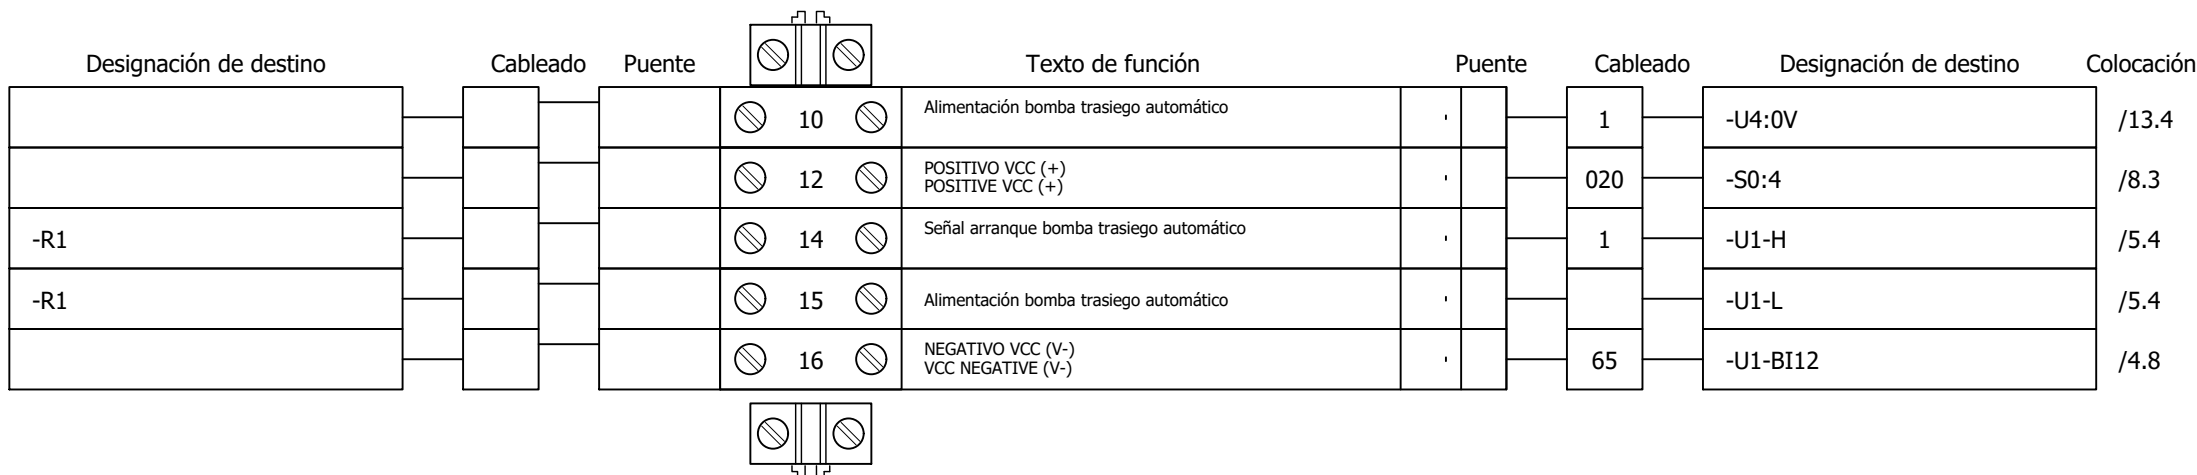 Designación de destino Cableado Puente Texto de función Puente Cableado Designación de destino Colocación
10 Alimentación bomba trasiego automático 1 -U4:0V /13.4
12 POSITIVO VCC (+) 020 -S0:4 /8.3
POSITIVE VCC (+)
-R1 14 Señal arranque bomba trasiego automático 1 -U1-H /5.4
-R1 15 Alimentación bomba trasiego automático -U1-L /5.4
16 NEGATIVO VCC (V-) 65 -U1-BI12 /4.8
VCC NEGATIVE (V-)